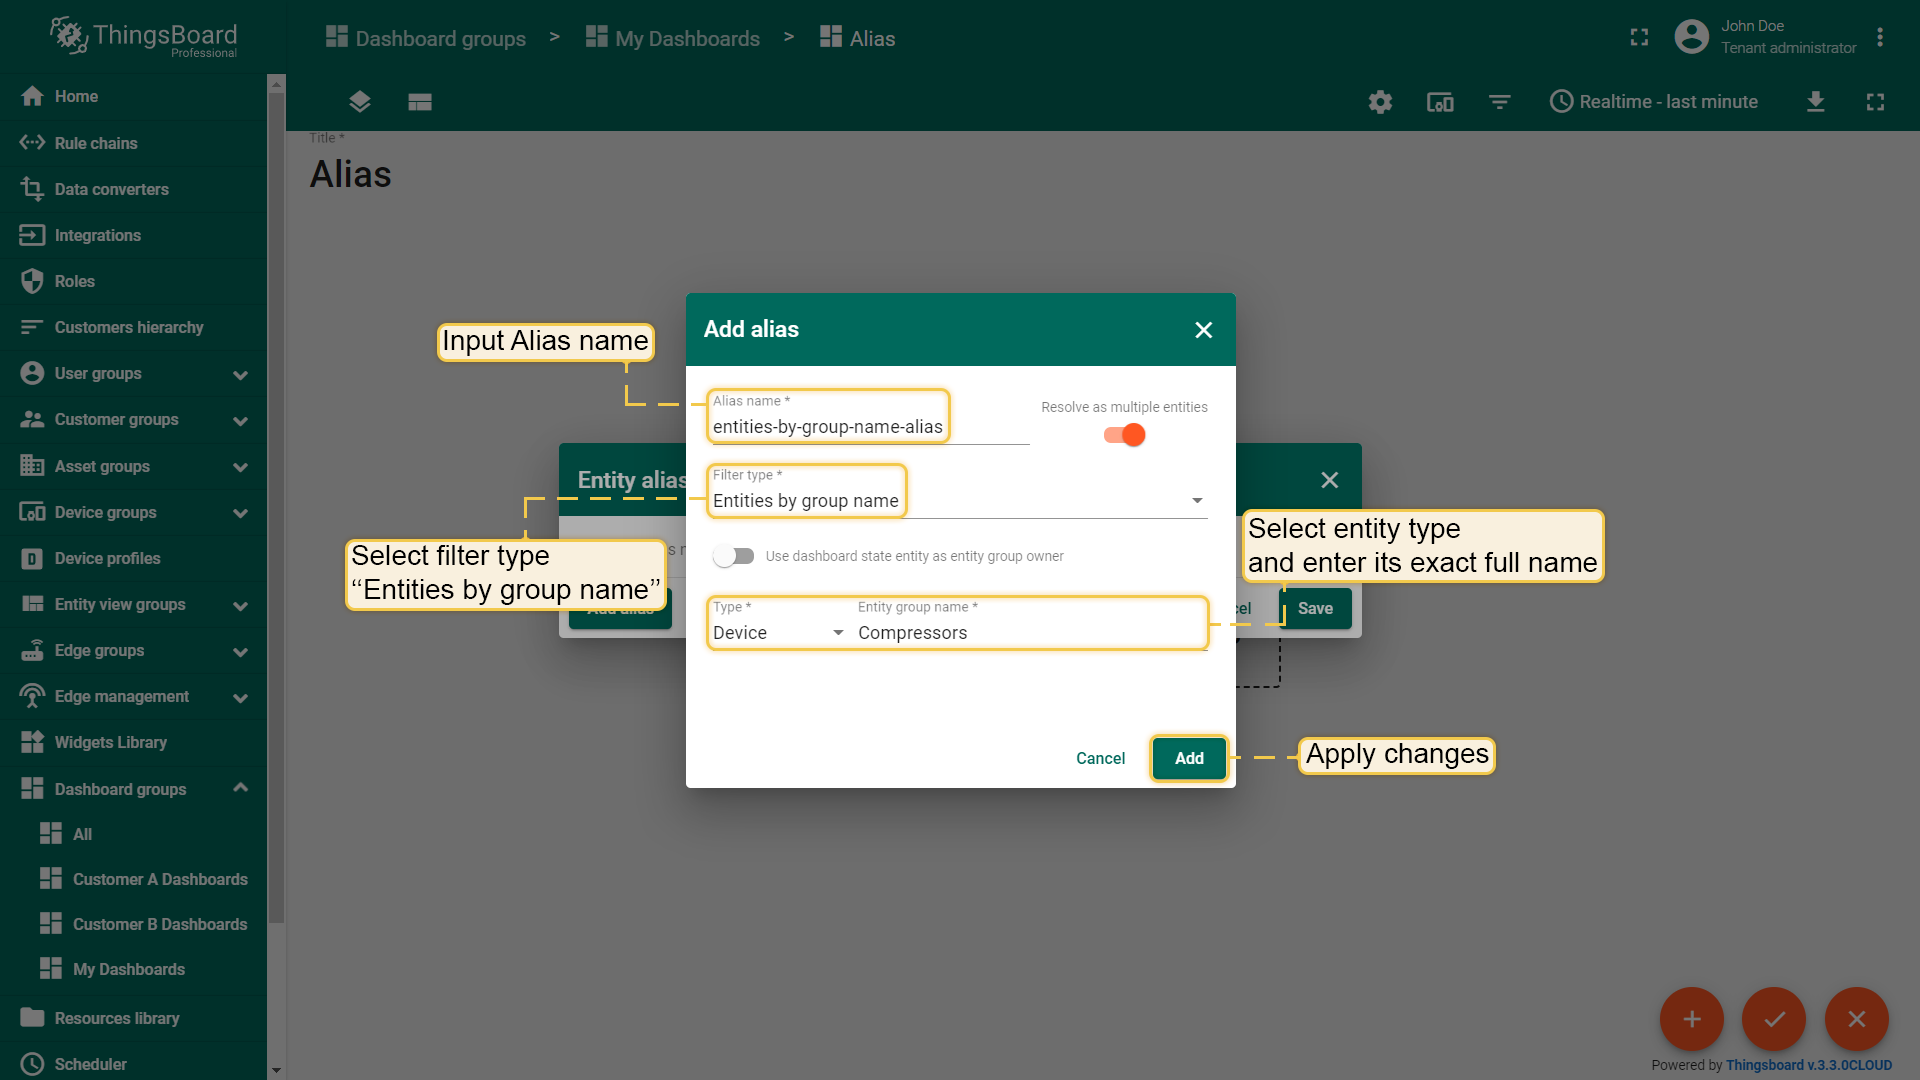 ThingsBoard
Professional
Dashboard groups > My Dashboards > Alias
John Doe
Tenant administrator
Realtime - last minute
Home
Rule chains
Data converters
Integrations
Roles
Customers hierarchy
User groups
Customer groups
Asset groups
Device groups
Device profiles
Entity view groups
Edge groups
Edge management
Widgets Library
Dashboard groups
All
Customer A Dashboards
Customer B Dashboards
My Dashboards
Resources library
Scheduler
Title *
Alias
Input Alias name
Add alias
Alias name *
entities-by-group-name-alias
Resolve as multiple entities
Entity alias
Filter type *
Entities by group name
Select filter type
“Entities by group name”
Use dashboard state entity as entity group owner
Select entity type
and enter its exact full name
Add alias
Type *
Device
Entity group name *
Compressors
Save
Cancel
Add
Apply changes
Powered by Thingsboard v.3.3.0CLOUD